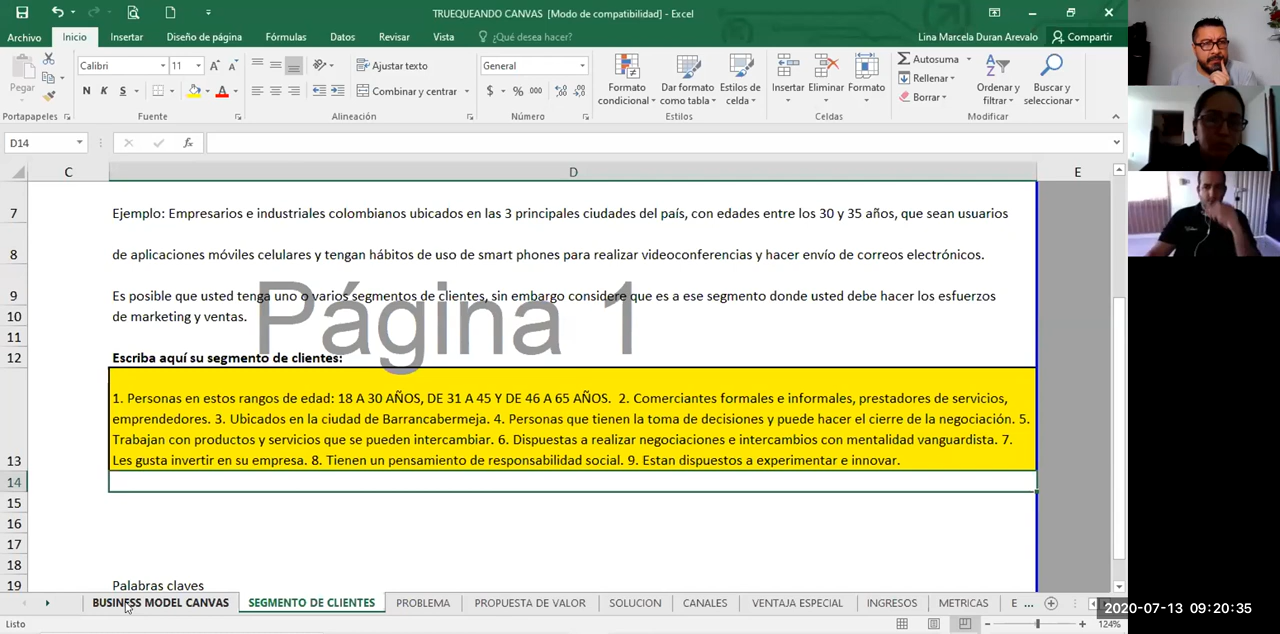 TRUEQUEANDO CANVAS [Modo de compatibilidad] - Excel
Archivo Inicio Insertar Diseño de página Fórmulas Datos Revisar Vista ¿Qué desea hacer? Lina Marcela Duran Arevalo Compartir
Pegar
Calibri 11
N K S
Ajustar texto
Combinar y centrar
General
$ % 000
Formato condicional
Dar formato como tabla
Estilos de celda
Insertar Eliminar Formato
Autosuma
Rellenar
Borrar
Ordenar y filtrar
Buscar y seleccionar
Portapapeles Fuente Alineación Número Estilos Celdas Modificar
D14 fx
C D E
7 Ejemplo: Empresarios e industriales colombianos ubicados en las 3 principales ciudades del país, con edades entre los 30 y 35 años, que sean usuarios
8 de aplicaciones móviles celulares y tengan hábitos de uso de smart phones para realizar videoconferencias y hacer envío de correos electrónicos.
9 Es posible que usted tenga uno o varios segmentos de clientes, sin embargo considere que es a ese segmento donde usted debe hacer los esfuerzos
10 de marketing y ventas.
Página 1
11
12 Escriba aquí su segmento de clientes:
1. Personas en estos rangos de edad: 18 A 30 AÑOS, DE 31 A 45 Y DE 46 A 65 AÑOS. 2. Comerciantes formales e informales, prestadores de servicios,
emprendedores. 3. Ubicados en la ciudad de Barrancabermeja. 4. Personas que tienen la toma de decisiones y puede hacer el cierre de la negociación. 5.
Trabajan con productos y servicios que se pueden intercambiar. 6. Dispuestas a realizar negociaciones e intercambios con mentalidad vanguardista. 7.
13 Les gusta invertir en su empresa. 8. Tienen un pensamiento de responsabilidad social. 9. Estan dispuestos a experimentar e innovar.
14
15
16
17
18
19 Palabras claves
BUSINESS MODEL CANVAS SEGMENTO DE CLIENTES PROBLEMA PROPUESTA DE VALOR SOLUCION CANALES VENTAJA ESPECIAL INGRESOS METRICAS E ...
2020-07-13 09:20:35
Listo 124%